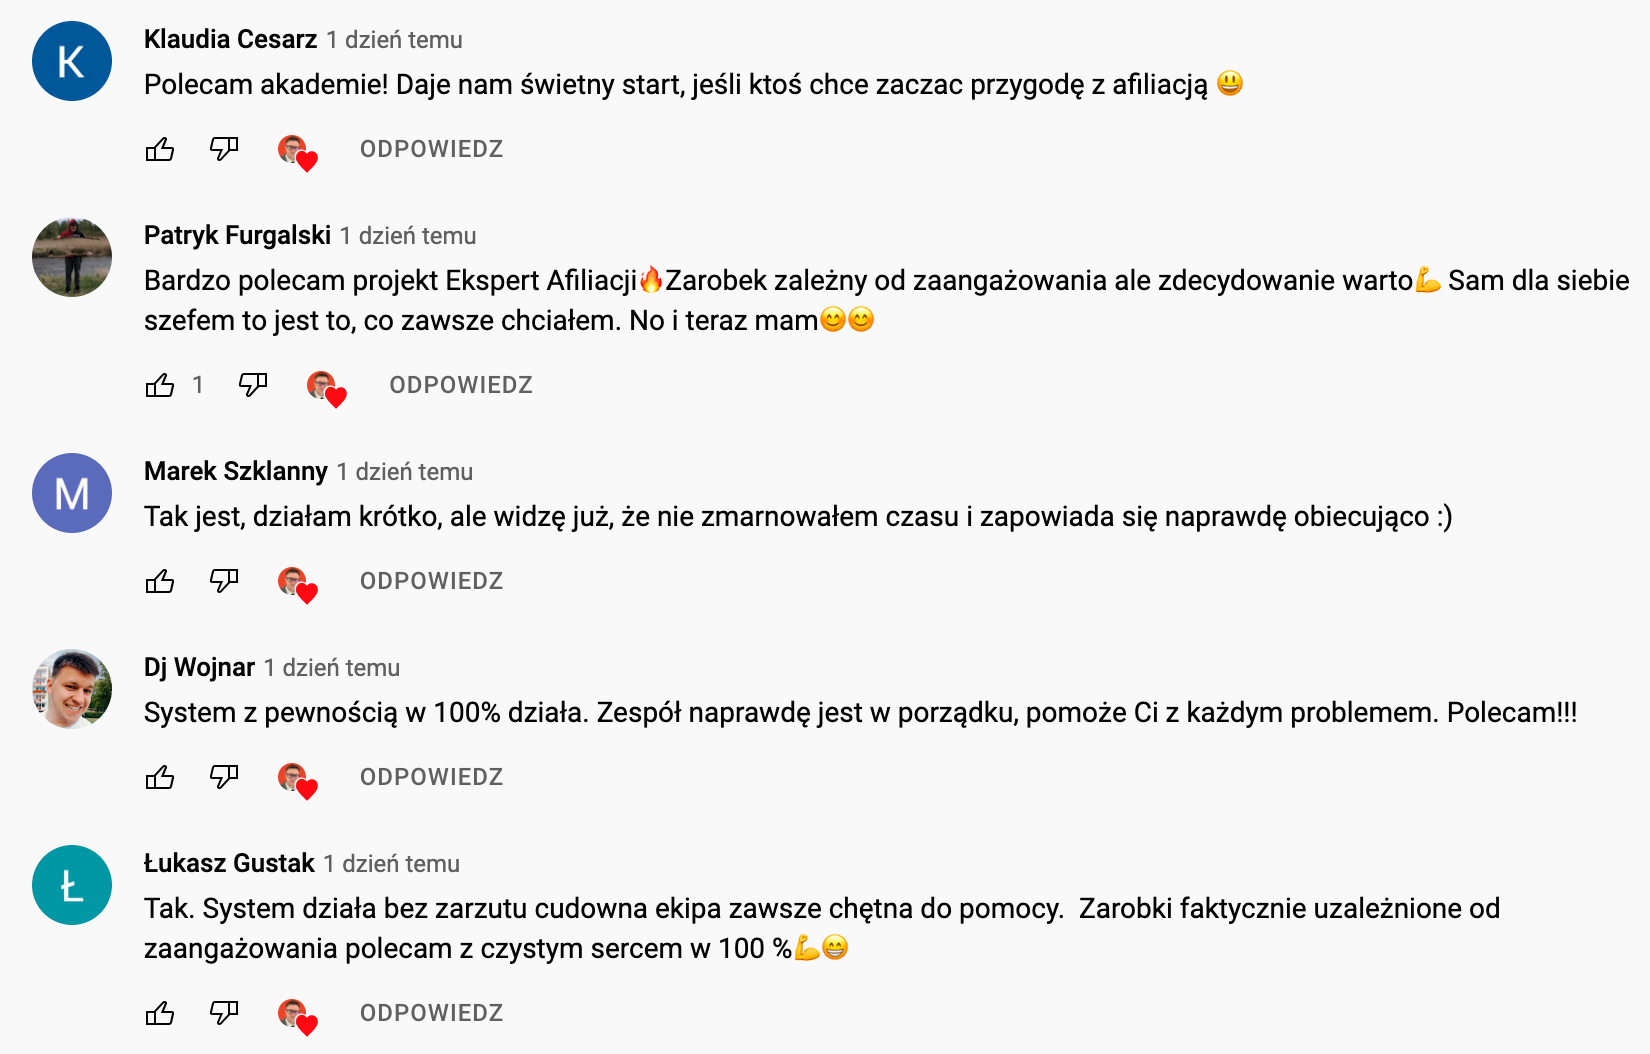 K
Klaudia Cesarz 1 dzień temu
Polecam akademie! Daje nam świetny start, jeśli ktoś chce zaczac przygodę z afiliacją 😃
ODPOWIEDZ
Patryk Furgalski 1 dzień temu
Bardzo polecam projekt Ekspert Afiliacji🔥Zarobek zależny od zaangażowania ale zdecydowanie warto💪 Sam dla siebie
szefem to jest to, co zawsze chciałem. No i teraz mam😊😊
1 ODPOWIEDZ
M
Marek Szklanny 1 dzień temu
Tak jest, działam krótko, ale widzę już, że nie zmarnowałem czasu i zapowiada się naprawdę obiecująco :)
ODPOWIEDZ
Dj Wojnar 1 dzień temu
System z pewnością w 100% działa. Zespół naprawdę jest w porządku, pomoże Ci z każdym problemem. Polecam!!!
ODPOWIEDZ
Ł
Łukasz Gustak 1 dzień temu
Tak. System działa bez zarzutu cudowna ekipa zawsze chętna do pomocy.  Zarobki faktycznie uzależnione od
zaangażowania polecam z czystym sercem w 100 %💪😁
ODPOWIEDZ